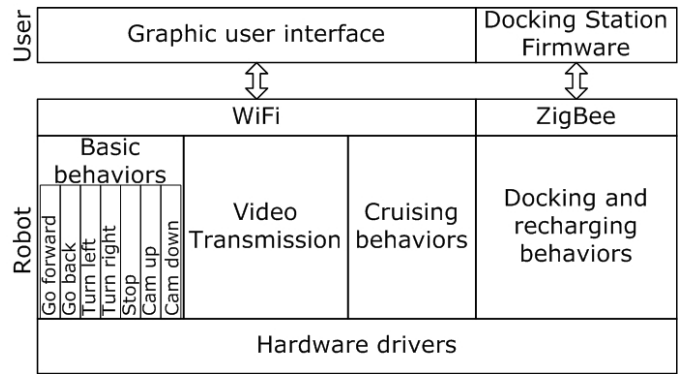 User
Graphic user interface
Docking Station
Firmware
WiFi
ZigBee
Robot
Basic
behaviors
Go forward
Go back
Turn left
Turn right
Stop
Cam up
Cam down
Video
Transmission
Cruising
behaviors
Docking and
recharging
behaviors
Hardware drivers